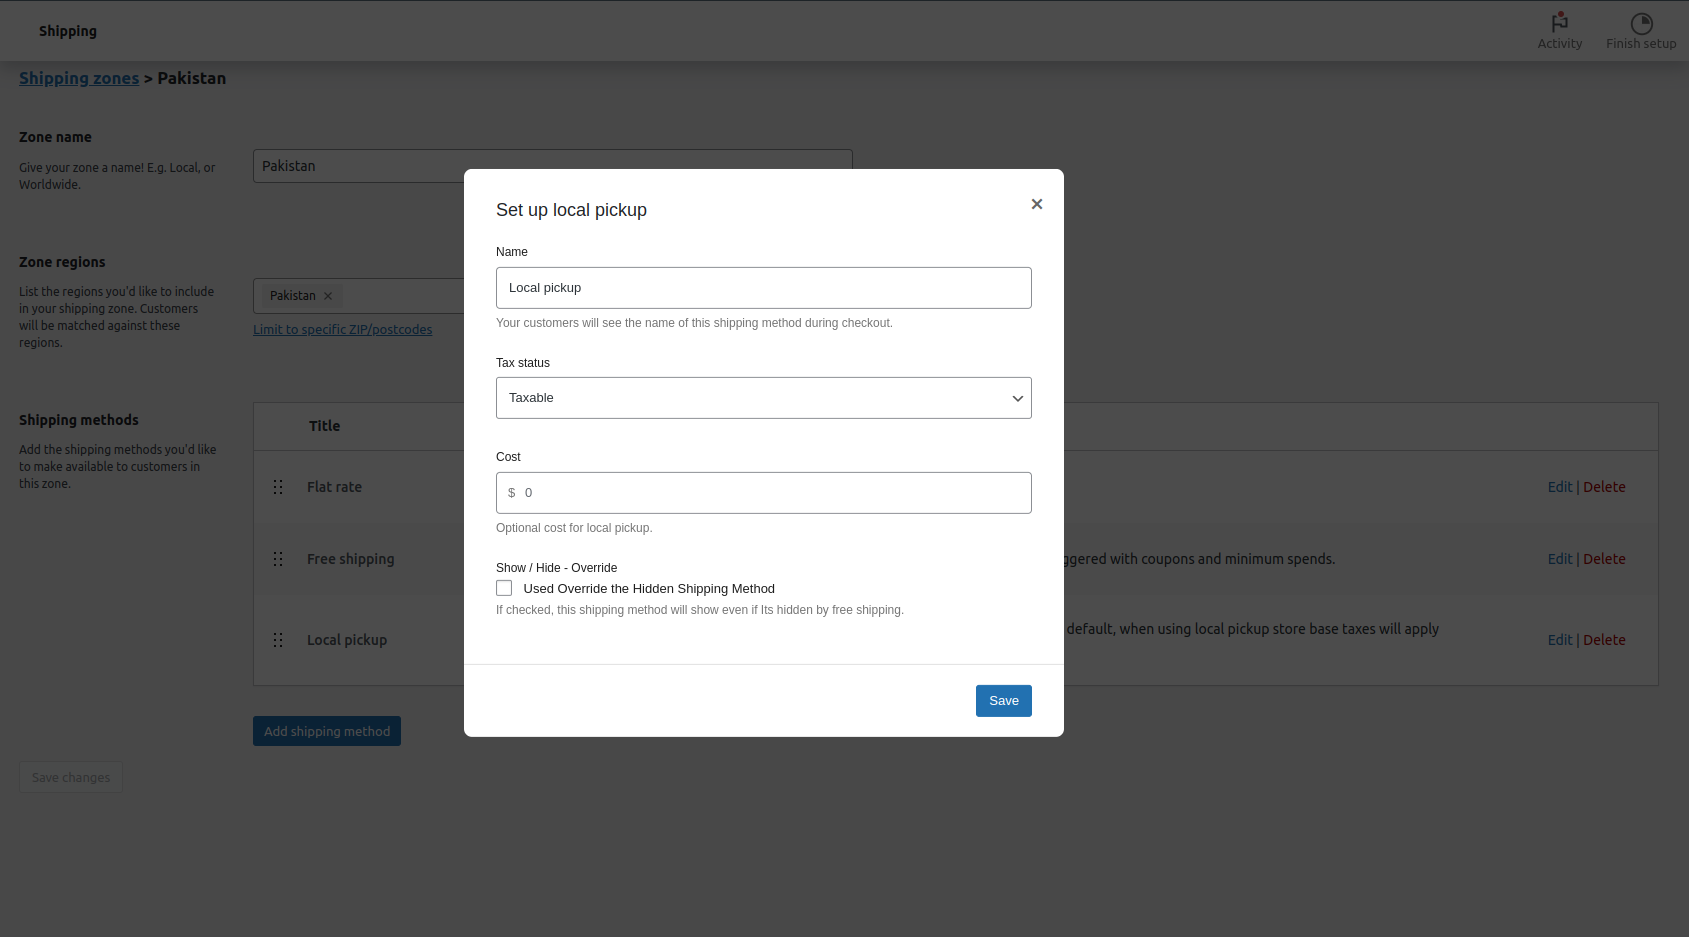 Shipping
Activity
Finish setup
Shipping zones > Pakistan
Zone name
Give your zone a name! E.g. Local, or
Worldwide.
Pakistan
Zone regions
List the regions you'd like to include
in your shipping zone. Customers
will be matched against these
regions.
Pakistan ×
Limit to specific ZIP/postcodes
Shipping methods
Add the shipping methods you'd like
to make available to customers in
this zone.
Title
Flat rate
Edit | Delete
Free shipping
ggered with coupons and minimum spends.
Edit | Delete
Local pickup
default, when using local pickup store base taxes will apply
Edit | Delete
Add shipping method
Save changes
Set up local pickup
×
Name
Local pickup
Your customers will see the name of this shipping method during checkout.
Tax status
Taxable
Cost
$ 0
Optional cost for local pickup.
Show / Hide - Override
Used Override the Hidden Shipping Method
If checked, this shipping method will show even if Its hidden by free shipping.
Save